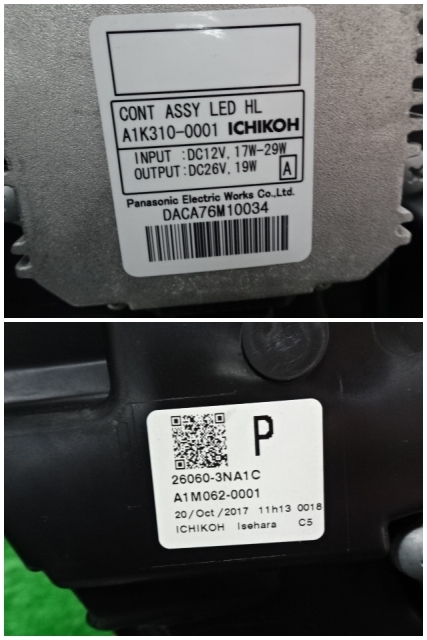 CONT ASSY LED HL
A1K310-0001 ICHIKOH
INPUT :DC12V, 17W-29W
OUTPUT:DC26V, 19W A
Panasonic Electric Works Co.,Ltd.
DACA76M10034
P
26060-3NA1C
A1M062-0001
20/Oct/2017 11h13 0018
ICHIKOH Isehara C5